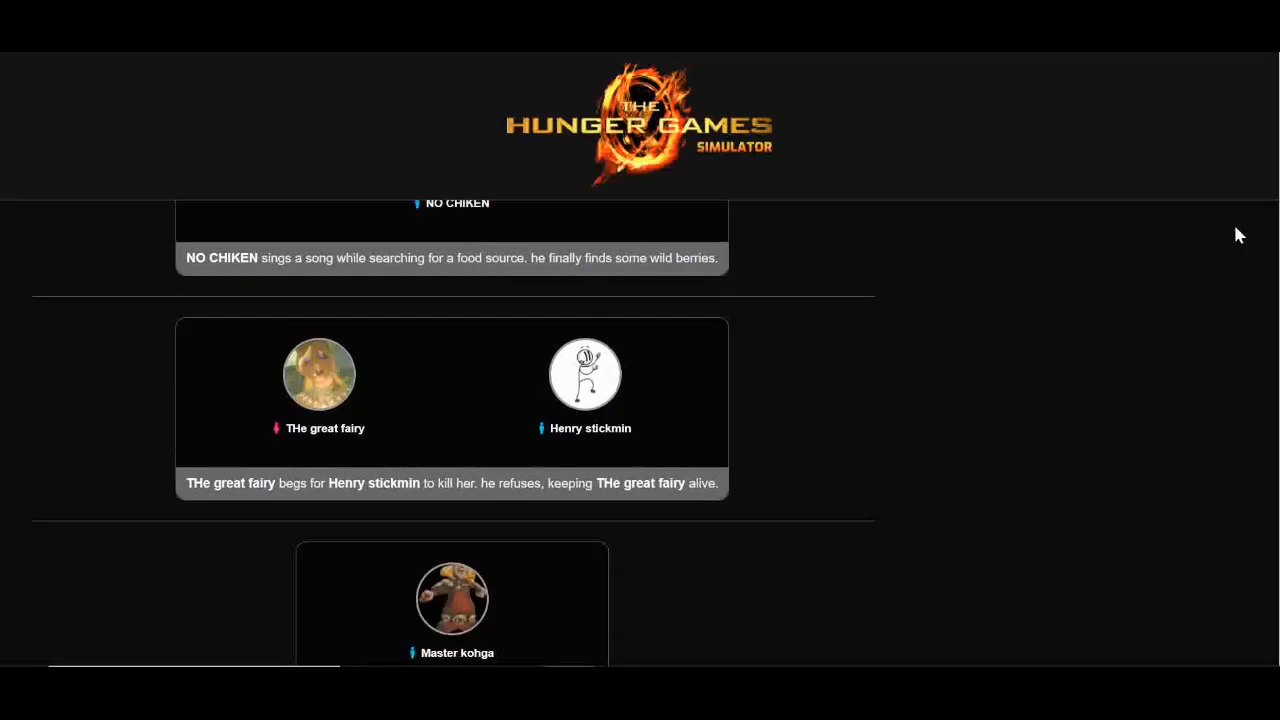 THE
HUNGER GAMES
SIMULATOR
NO CHIKEN
NO CHIKEN sings a song while searching for a food source. he finally finds some wild berries.
THe great fairy
Henry stickmin
THe great fairy begs for Henry stickmin to kill her. he refuses, keeping THe great fairy alive.
Master kohga